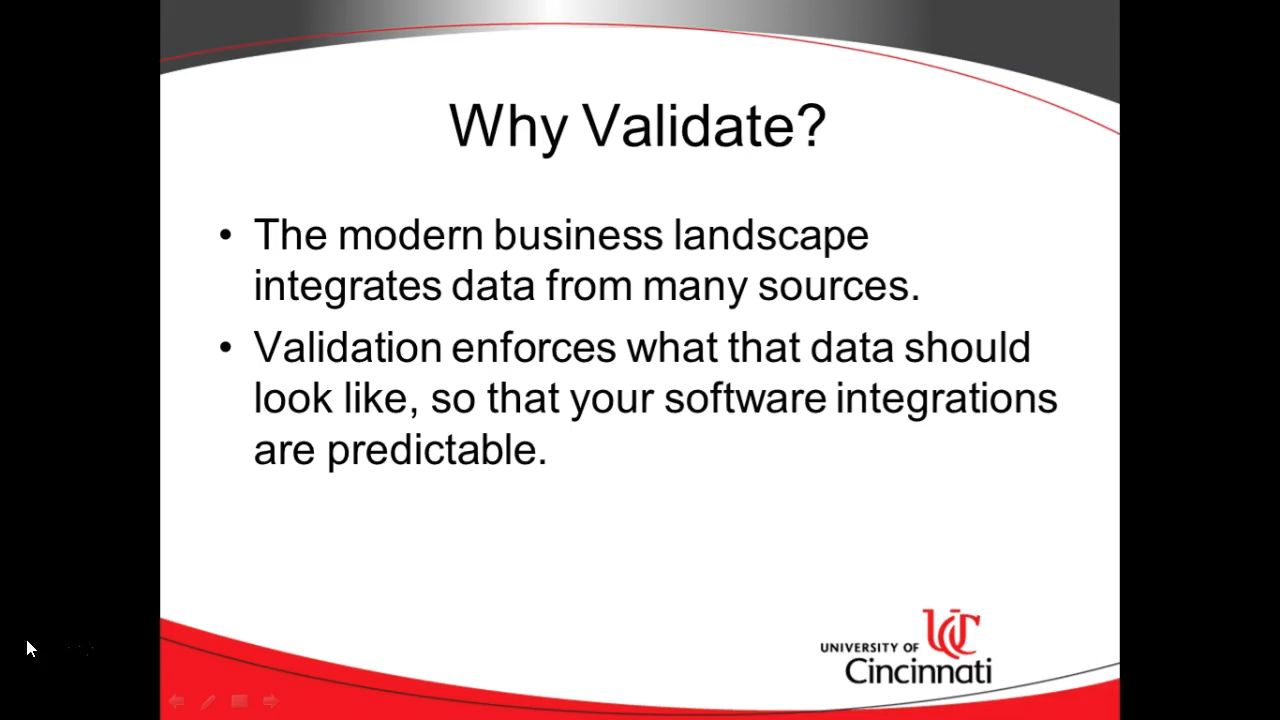 Why Validate?
• The modern business landscape
integrates data from many sources.
• Validation enforces what that data should
look like, so that your software integrations
are predictable.
UC
UNIVERSITY OF
Cincinnati